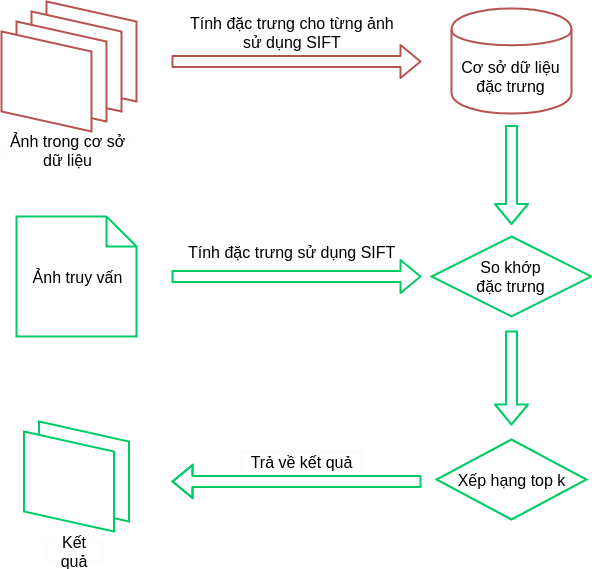 Tính đặc trưng cho từng ảnh
sử dụng SIFT
Cơ sở dữ liệu
đặc trưng
Ảnh trong cơ sở
dữ liệu
Tính đặc trưng sử dụng SIFT
Ảnh truy vấn
So khớp
đặc trưng
Trả về kết quả
Xếp hạng top k
Kết
quả